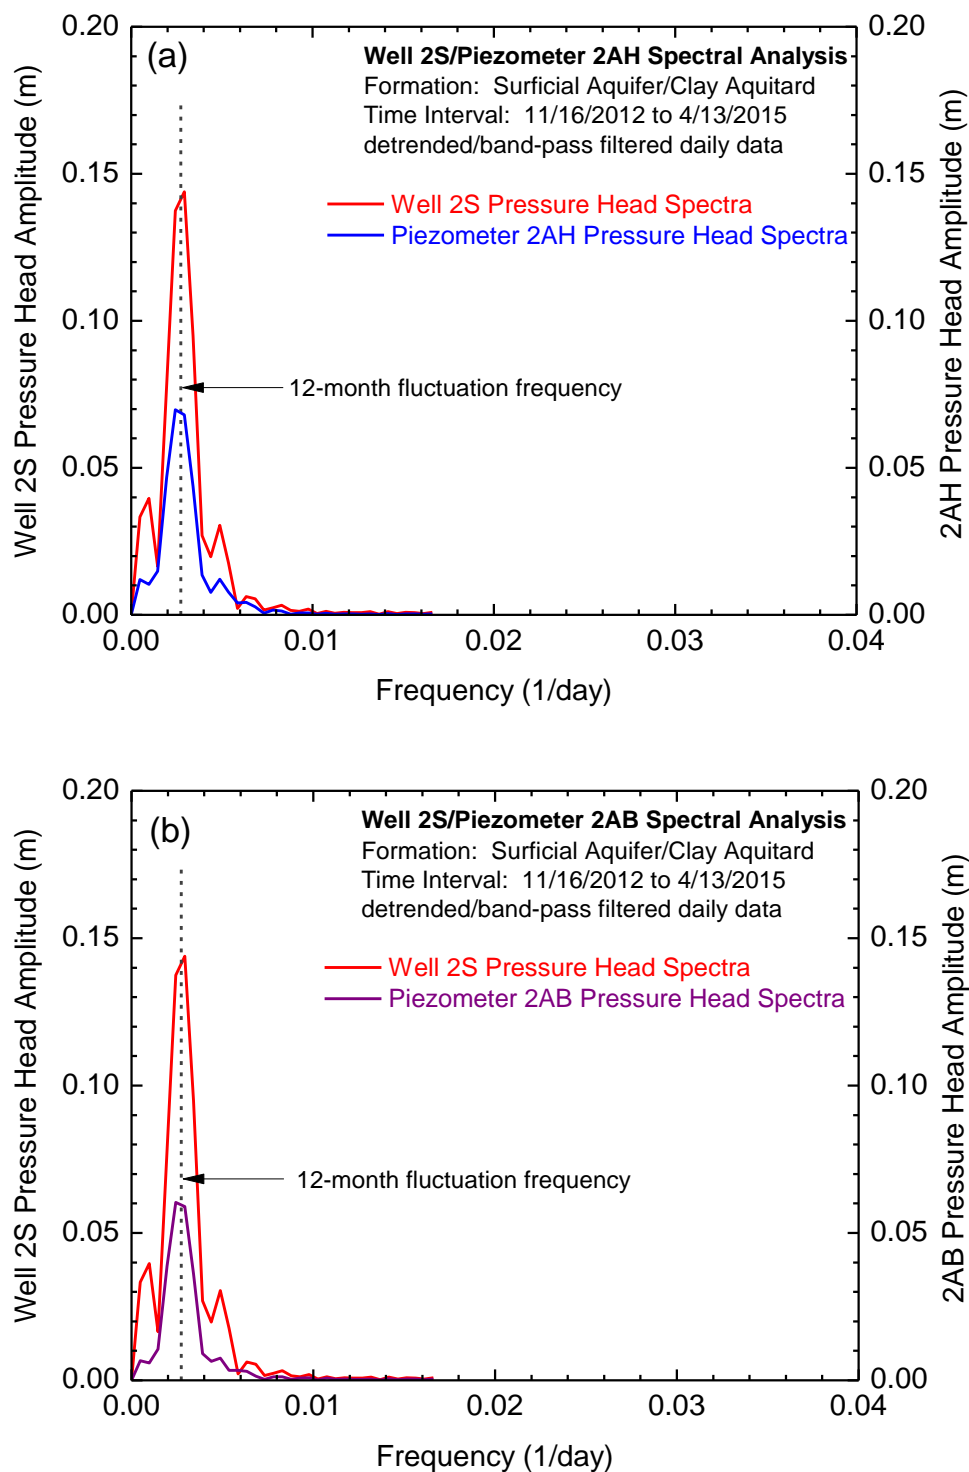 (a)
Well 2S/Piezometer 2AH Spectral Analysis
Formation: Surficial Aquifer/Clay Aquitard
Time Interval: 11/16/2012 to 4/13/2015
detrended/band-pass filtered daily data
Well 2S Pressure Head Spectra
Piezometer 2AH Pressure Head Spectra
12-month fluctuation frequency
Well 2S Pressure Head Amplitude (m)
0.20
0.15
0.10
0.05
0.00
2AH Pressure Head Amplitude (m)
0.20
0.15
0.10
0.05
0.00
0.00 0.01 0.02 0.03 0.04
Frequency (1/day)
(b)
Well 2S/Piezometer 2AB Spectral Analysis
Formation: Surficial Aquifer/Clay Aquitard
Time Interval: 11/16/2012 to 4/13/2015
detrended/band-pass filtered daily data
Well 2S Pressure Head Spectra
Piezometer 2AB Pressure Head Spectra
12-month fluctuation frequency
Well 2S Pressure Head Amplitude (m)
0.20
0.15
0.10
0.05
0.00
2AB Pressure Head Amplitude (m)
0.20
0.15
0.10
0.05
0.00
0.00 0.01 0.02 0.03 0.04
Frequency (1/day)